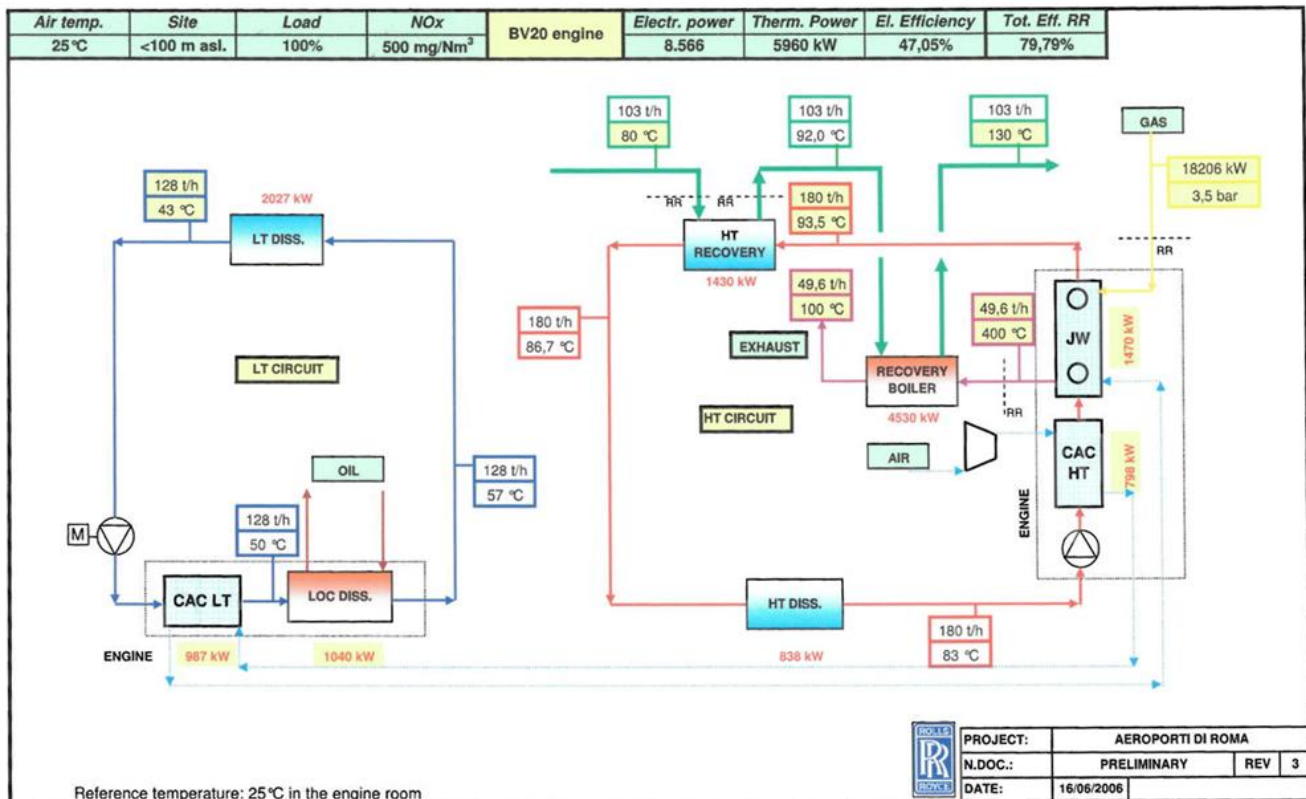 Air temp. Site Load NOx BV20 engine Electr. power Therm. Power El. Efficiency Tot. Eff. RR
25°C <100 m asl. 100% 500 mg/Nm³ 8.566 5960 kW 47,05% 79,79%
103 t/h
80 °C
103 t/h
92,0 °C
103 t/h
130 °C
GAS
18206 kW
3,5 bar
128 t/h
43 °C
2027 kW
LT DISS.
RR RR
HT
RECOVERY
1430 kW
180 t/h
93,5 °C
RR
180 t/h
86,7 °C
49,6 t/h
100 °C
49,6 t/h
400 °C
JW
1470 kW
LT CIRCUIT
EXHAUST
RECOVERY
BOILER
4530 kW
RR
HT CIRCUIT
AIR
CAC
HT
798 kW
ENGINE
OIL
128 t/h
57 °C
M
128 t/h
50 °C
CAC LT
LOC DISS.
HT DISS.
180 t/h
83 °C
ENGINE
987 kW
1040 kW
838 kW
ROLLS
RR
ROYCE
PROJECT: AEROPORTI DI ROMA
N.DOC.: PRELIMINARY REV 3
DATE: 16/06/2006
Reference temperature: 25°C in the engine room